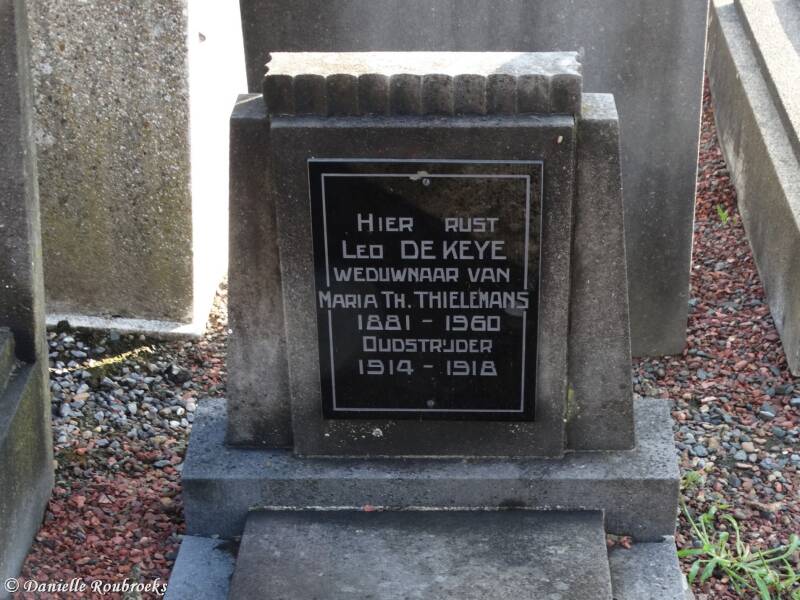 HIER RUST
LEO DE KEYE
WEDUWNAAR VAN
MARIA TH. THIELEMANS
1881 - 1960
OUDSTRIJDER
1914 - 1918
© Danielle Roubroeks